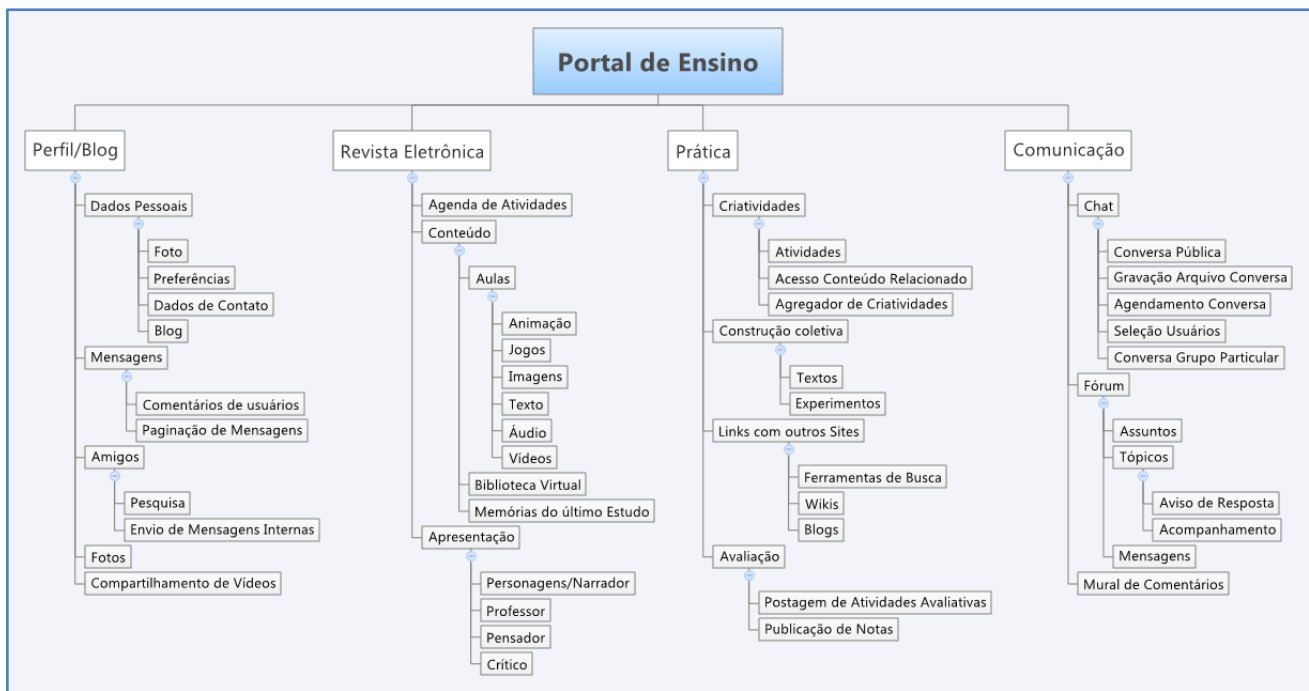 Portal de Ensino
Perfil/Blog
Dados Pessoais
Foto
Preferências
Dados de Contato
Blog
Mensagens
Comentários de usuários
Paginação de Mensagens
Amigos
Pesquisa
Envio de Mensagens Internas
Fotos
Compartilhamento de Vídeos
Revista Eletrônica
Agenda de Atividades
Conteúdo
Aulas
Animação
Jogos
Imagens
Texto
Áudio
Vídeos
Biblioteca Virtual
Memórias do último Estudo
Apresentação
Personagens/Narrador
Professor
Pensador
Crítico
Prática
Criatividades
Atividades
Acesso Conteúdo Relacionado
Agregador de Criatividades
Construção coletiva
Textos
Experimentos
Links com outros Sites
Ferramentas de Busca
Wikis
Blogs
Avaliação
Postagem de Atividades Avaliativas
Publicação de Notas
Comunicação
Chat
Conversa Pública
Gravação Arquivo Conversa
Agendamento Conversa
Seleção Usuários
Conversa Grupo Particular
Fórum
Assuntos
Tópicos
Aviso de Resposta
Acompanhamento
Mensagens
Mural de Comentários